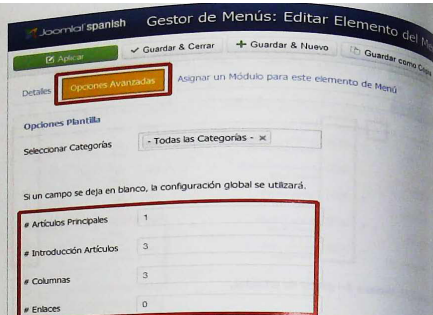 Joomla! spanish Gestor de Menús: Editar Elemento del
Aplicar Guardar & Cerrar Guardar & Nuevo Guardar como Copia
Detalles Opciones Avanzadas Asignar un Módulo para este elemento de Menú
Opciones Plantilla
Seleccionar Categorías - Todas las Categorías -
Si un campo se deja en blanco, la configuración global se utilizará.
# Artículos Principales 1
# Introducción Artículos 3
# Columnas 3
# Enlaces 0